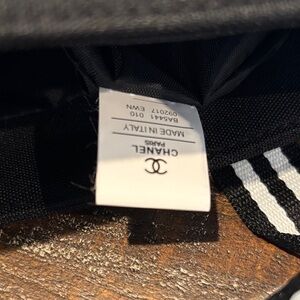 CHANEL
PARIS
MADE IN ITALY
BA5441 010
092017 EWN